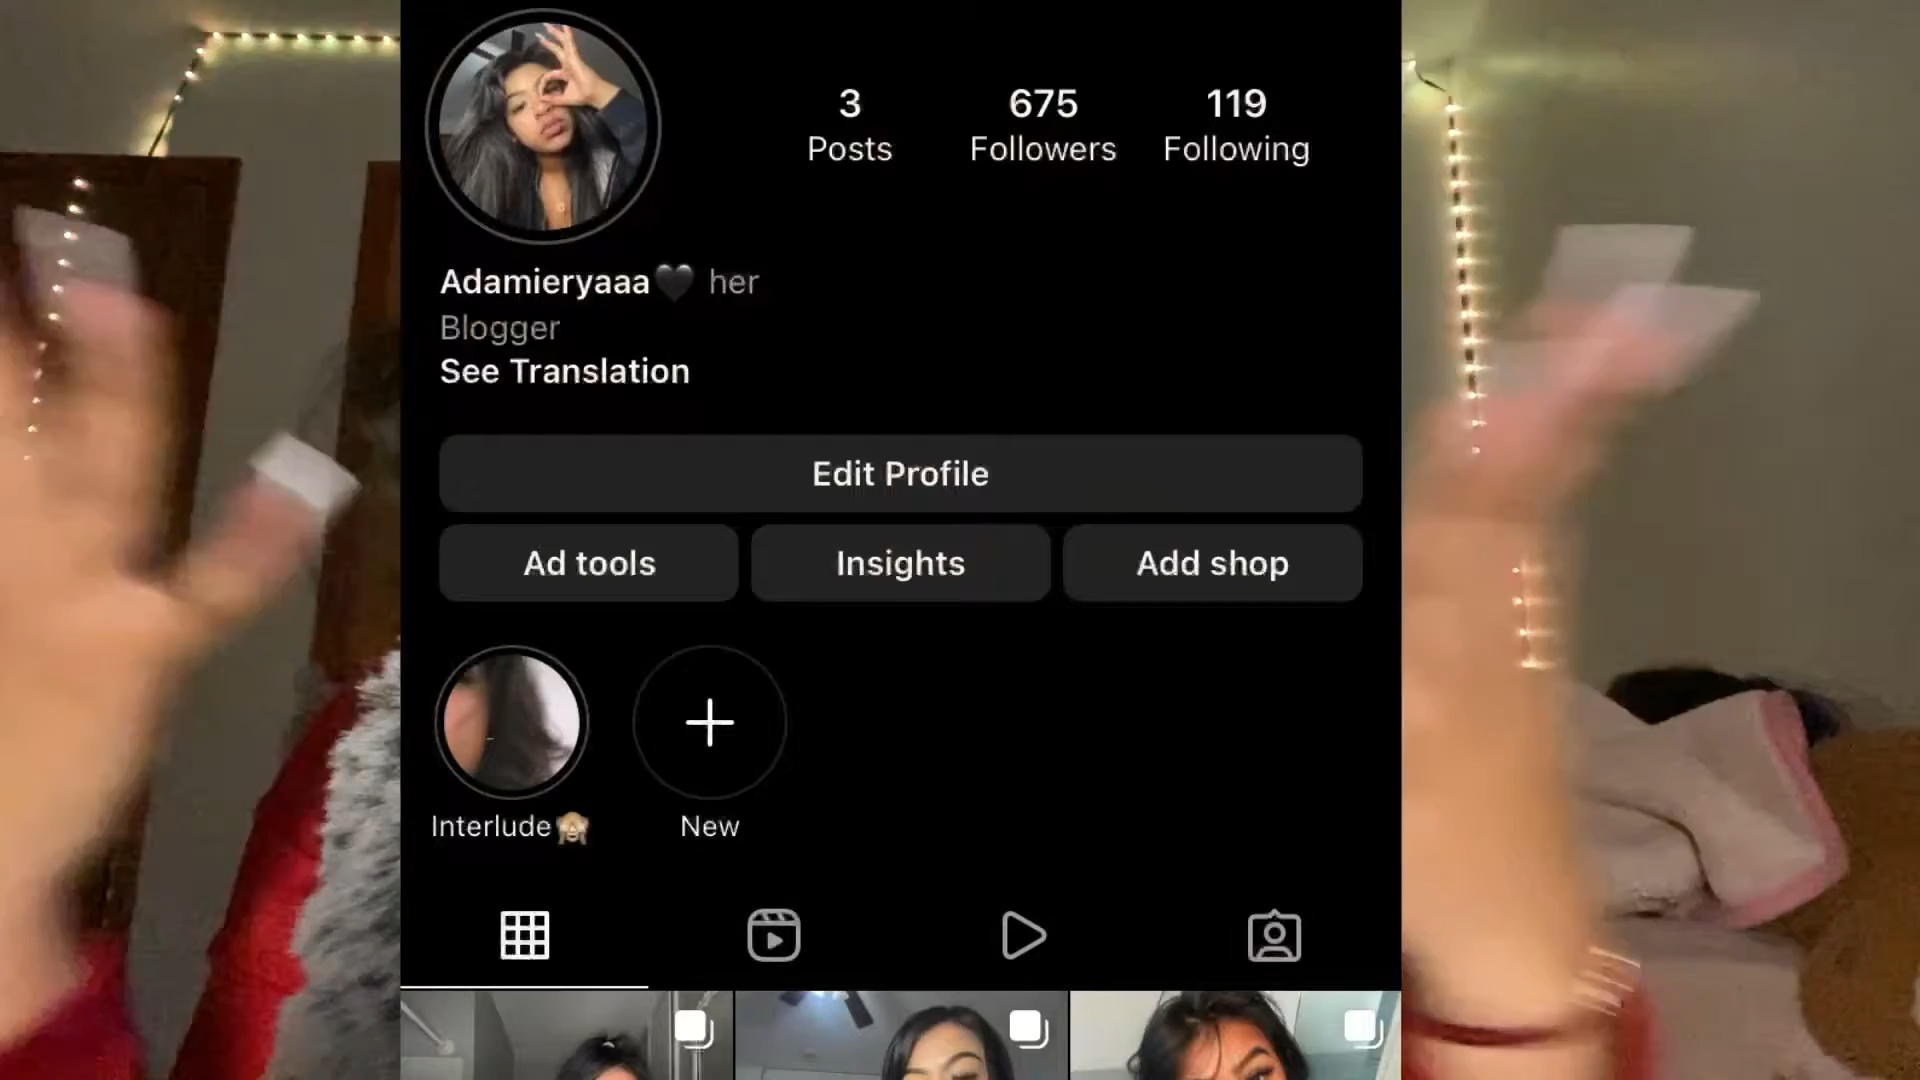 3 675 119
Posts Followers Following
Adamieryaaa🖤 her
Blogger
See Translation
Edit Profile
Ad tools Insights Add shop
Interlude🙈 New